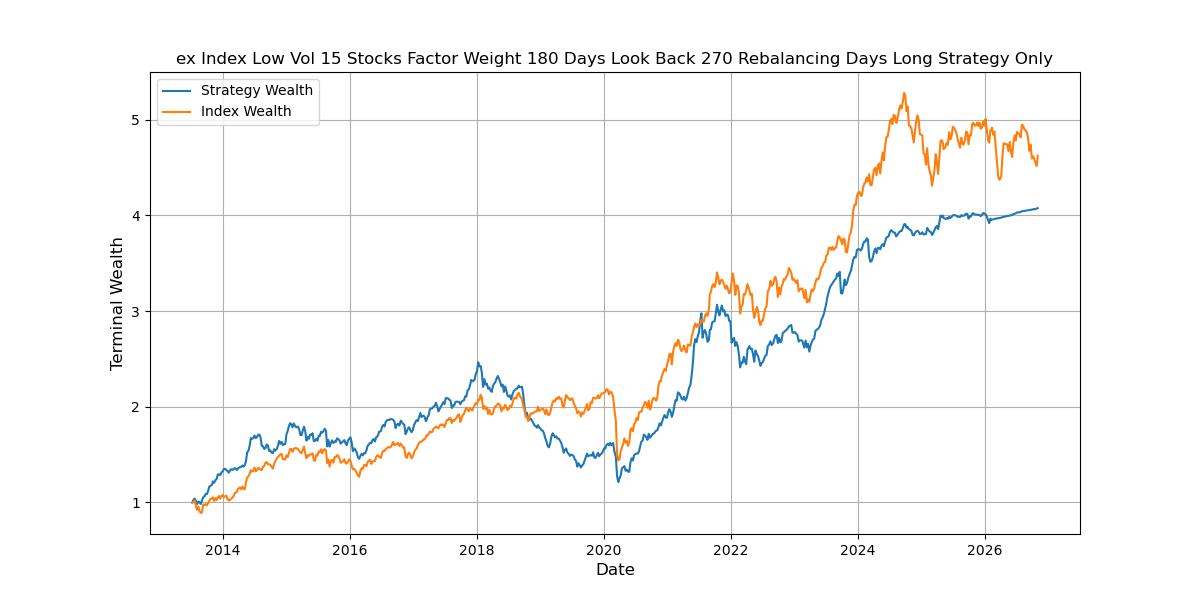 ex Index Low Vol 15 Stocks Factor Weight 180 Days Look Back 270 Rebalancing Days Long Strategy Only
Strategy Wealth
Index Wealth
Terminal Wealth
5
4
3
2
1
2014 2016 2018 2020 2022 2024 2026
Date